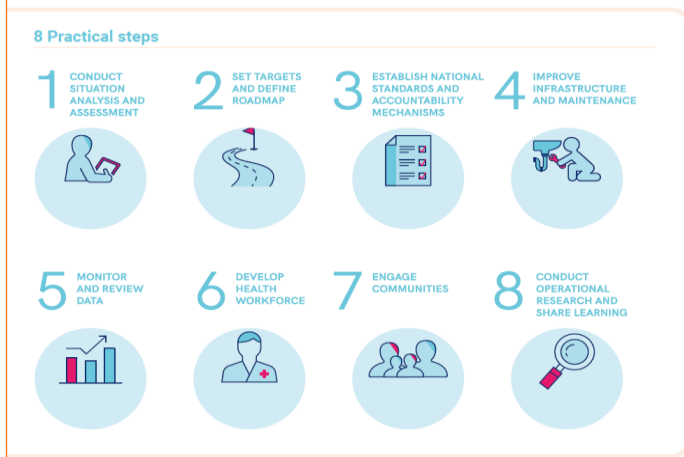 8 Practical steps
1 CONDUCT
SITUATION
ANALYSIS AND
ASSESSMENT
2 SET TARGETS
AND DEFINE
ROADMAP
3 ESTABLISH NATIONAL
STANDARDS AND
ACCOUNTABILITY
MECHANISMS
4 IMPROVE
INFRASTRUCTURE
AND MAINTENANCE
5 MONITOR
AND REVIEW
DATA
6 DEVELOP
HEALTH
WORKFORCE
7 ENGAGE
COMMUNITIES
8 CONDUCT
OPERATIONAL
RESEARCH AND
SHARE LEARNING